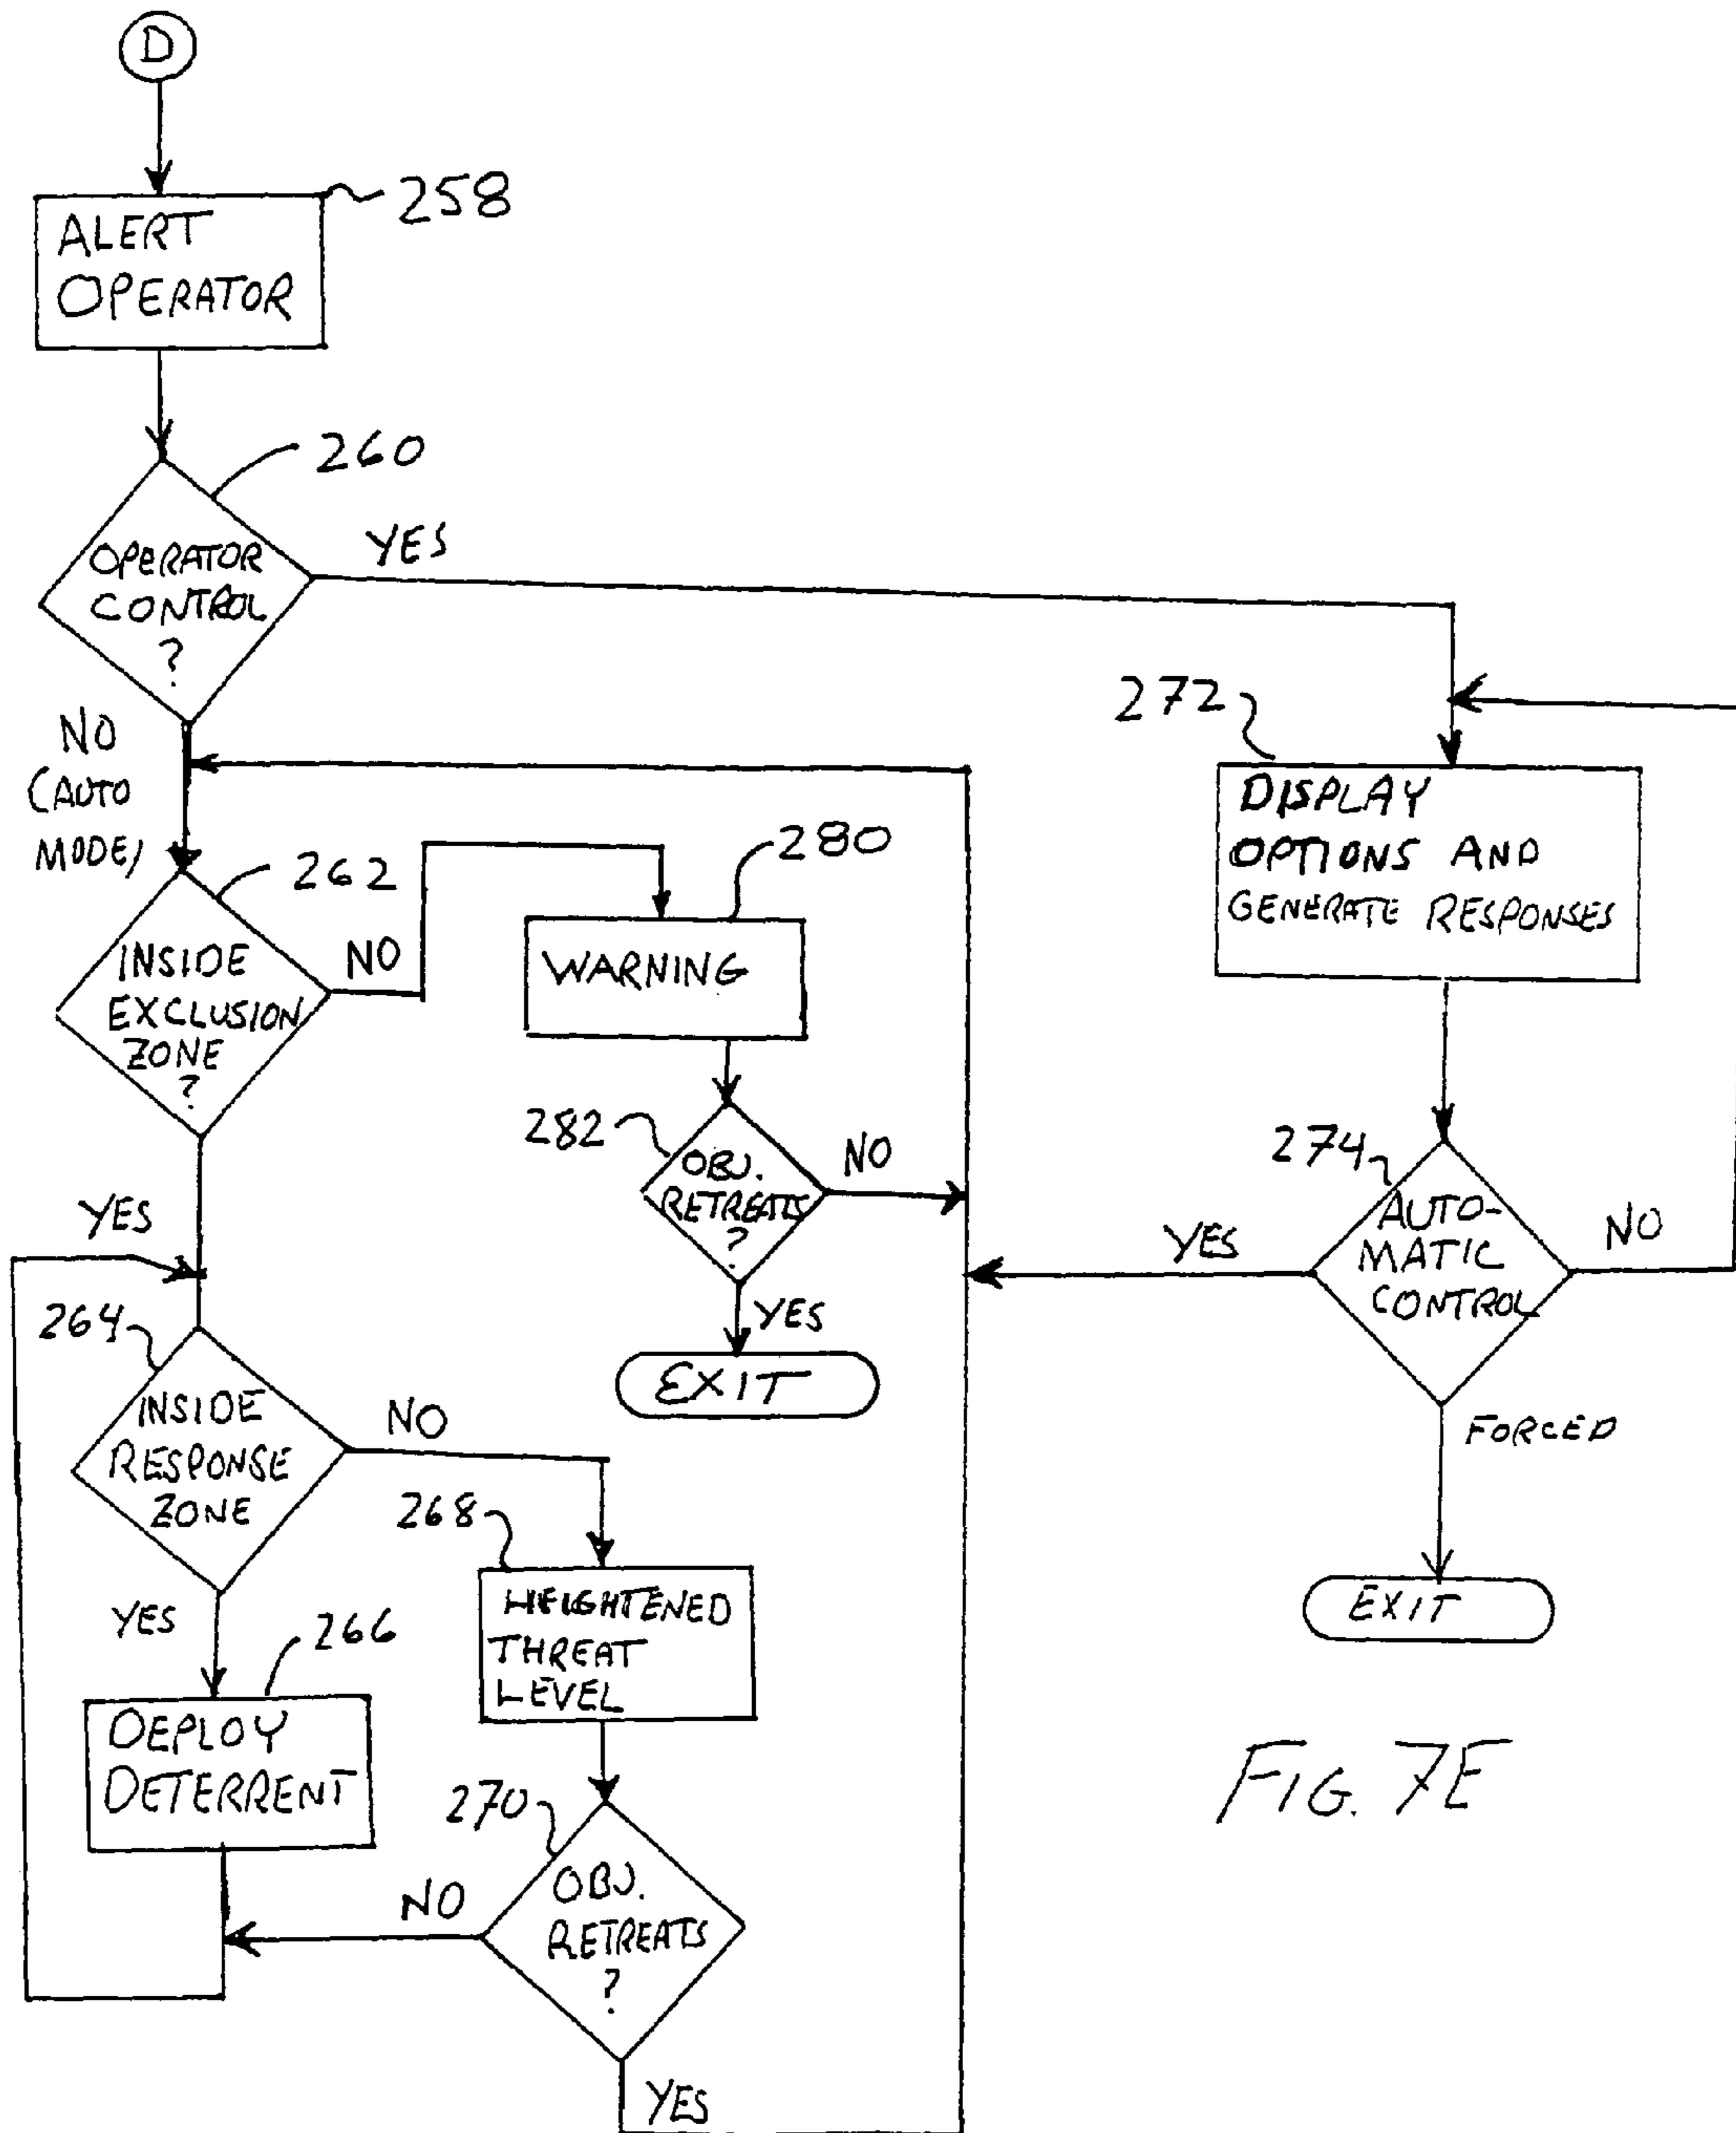 D
258
ALERT
OPERATOR
260
OPERATOR
CONTROL
?
YES
NO
(AUTO
MODE)
272
DISPLAY
OPTIONS AND
GENERATE RESPONSES
262
INSIDE
EXCLUSION
ZONE
?
NO
280
WARNING
282
OBJ.
RETREATS
?
NO
YES
EXIT
274
AUTO-
MATIC
CONTROL
YES
NO
FORCED
EXIT
YES
264
INSIDE
RESPONSE
ZONE
NO
YES
266
DEPLOY
DETERRENT
268
HEIGHTENED
THREAT
LEVEL
270
OBJ.
RETREATS
?
NO
YES
FIG. 7E